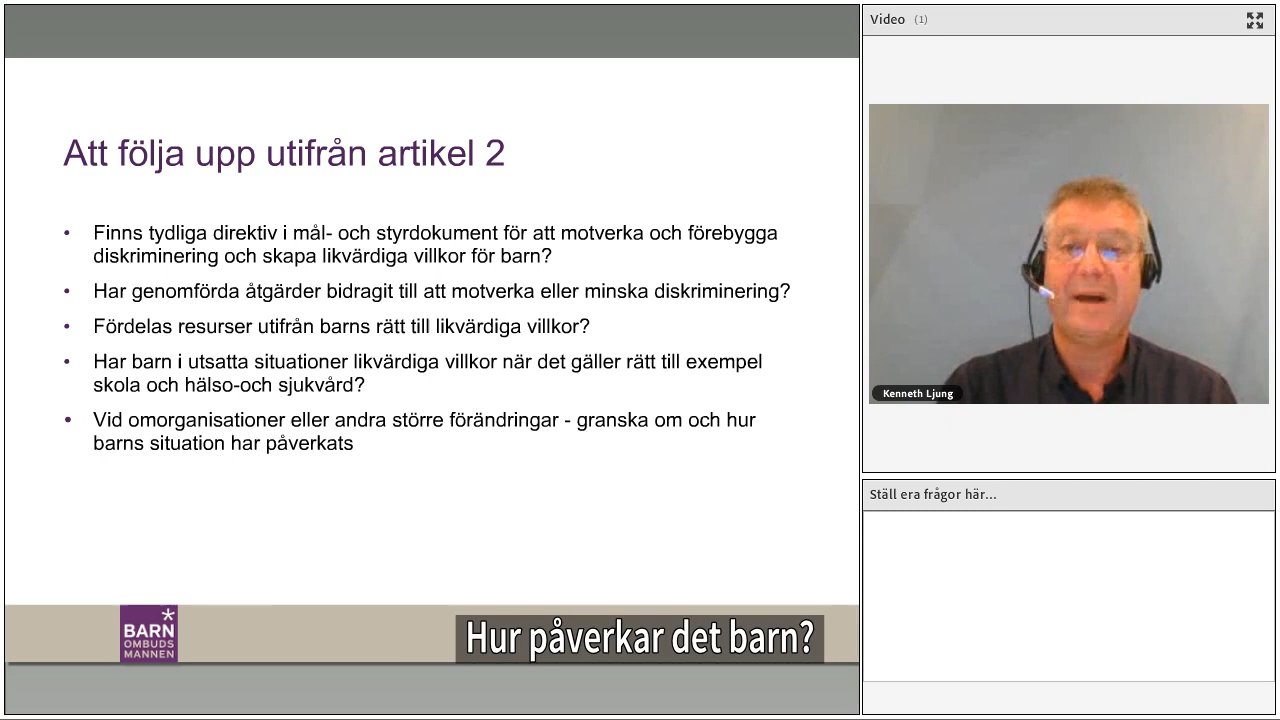 Att följa upp utifrån artikel 2
• Finns tydliga direktiv i mål- och styrdokument för att motverka och förebygga
diskriminering och skapa likvärdiga villkor för barn?
• Har genomförda åtgärder bidragit till att motverka eller minska diskriminering?
• Fördelas resurser utifrån barns rätt till likvärdiga villkor?
• Har barn i utsatta situationer likvärdiga villkor när det gäller rätt till exempel
skola och hälso-och sjukvård?
• Vid omorganisationer eller andra större förändringar - granska om och hur
barns situation har påverkats
BARN
OMBUDS
MANNEN
Hur påverkar det barn?
Video (1)
Kenneth Ljung
Ställ era frågor här...